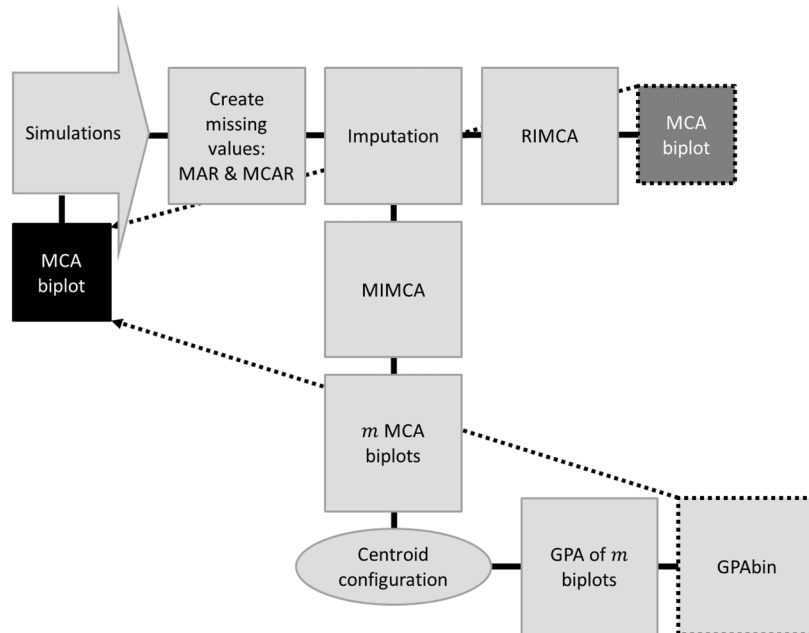 Simulations
Create
missing
values:
MAR & MCAR
Imputation
RIMCA
MCA
biplot
MCA
biplot
MIMCA
m MCA
biplots
Centroid
configuration
GPA of m
biplots
GPAbin